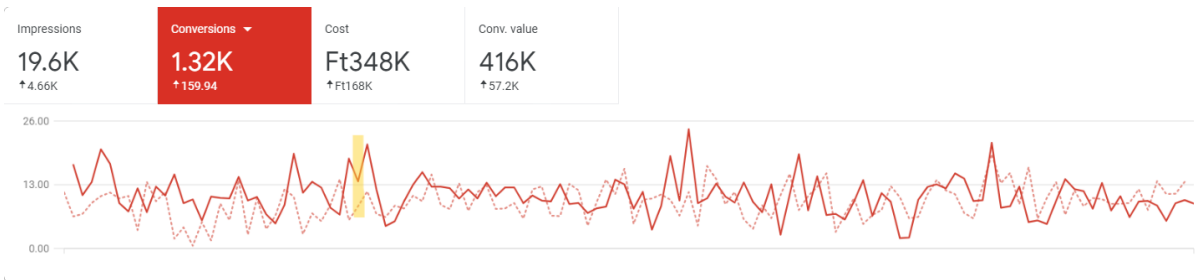 Impressions
19.6K
↑4.66K
Conversions
1.32K
↑159.94
Cost
Ft348K
↑Ft168K
Conv. value
416K
↑57.2K
26.00
13.00
0.00